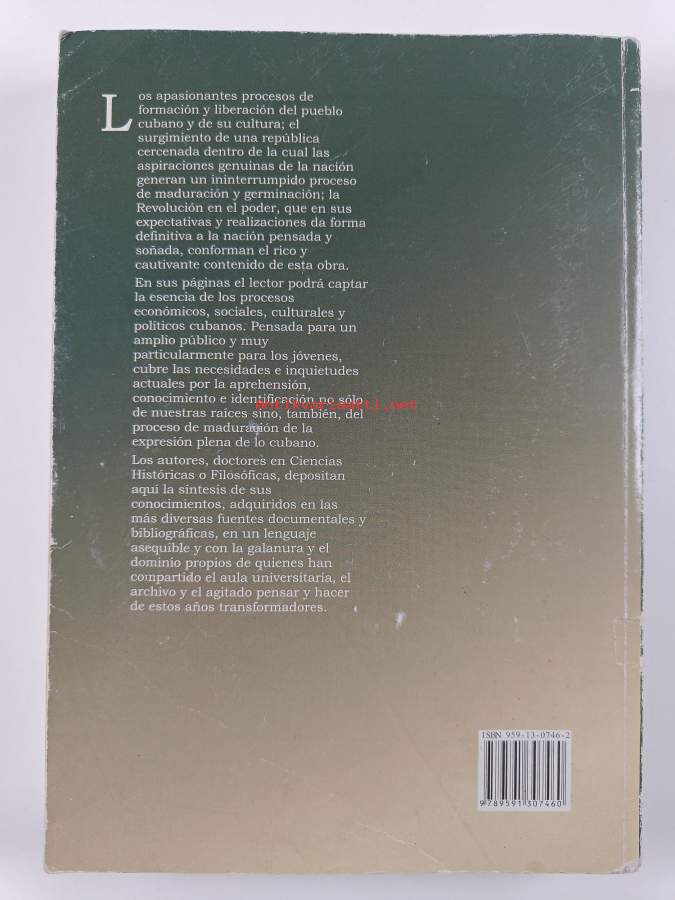 Los apasionantes procesos de
formación y liberación del pueblo
cubano y de su cultura; el
surgimiento de una república
cercenada dentro de la cual las
aspiraciones genuinas de la nación
generan un ininterrumpido proceso
de maduración y germinación; la
Revolución en el poder, que en sus
expectativas y realizaciones da forma
definitiva a la nación pensada y
soñada, conforman el rico y
cautivante contenido de esta obra.
En sus páginas el lector podrá captar
la esencia de los procesos
económicos, sociales, culturales y
políticos cubanos. Pensada para un
amplio público y muy
particularmente para los jóvenes,
cubre las necesidades e inquietudes
actuales por la aprehensión,
conocimiento e identificación no sólo
de nuestras raíces sino, también, del
proceso de maduración de la
expresión plena de lo cubano.
Los autores, doctores en Ciencias
Históricas o Filosóficas, depositan
aquí la síntesis de sus
conocimientos, adquiridos en las
más diversas fuentes documentales y
bibliográficas, en un lenguaje
asequible y con la galanura y el
dominio propios de quienes han
compartido el aula universitaria, el
archivo y el agitado pensar y hacer
de estos años transformadores.
ISBN 959-13-0746-2
9 789591 307460